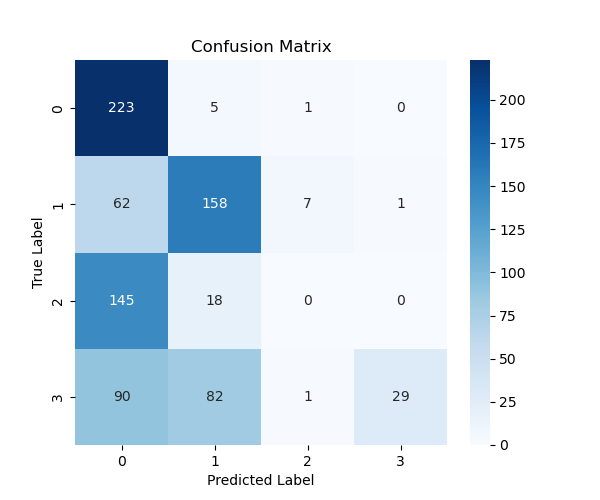 Confusion Matrix
0 223 5 1 0
1 62 158 7 1
2 145 18 0 0
3 90 82 1 29
0 1 2 3
True Label
Predicted Label
200
175
150
125
100
75
50
25
0